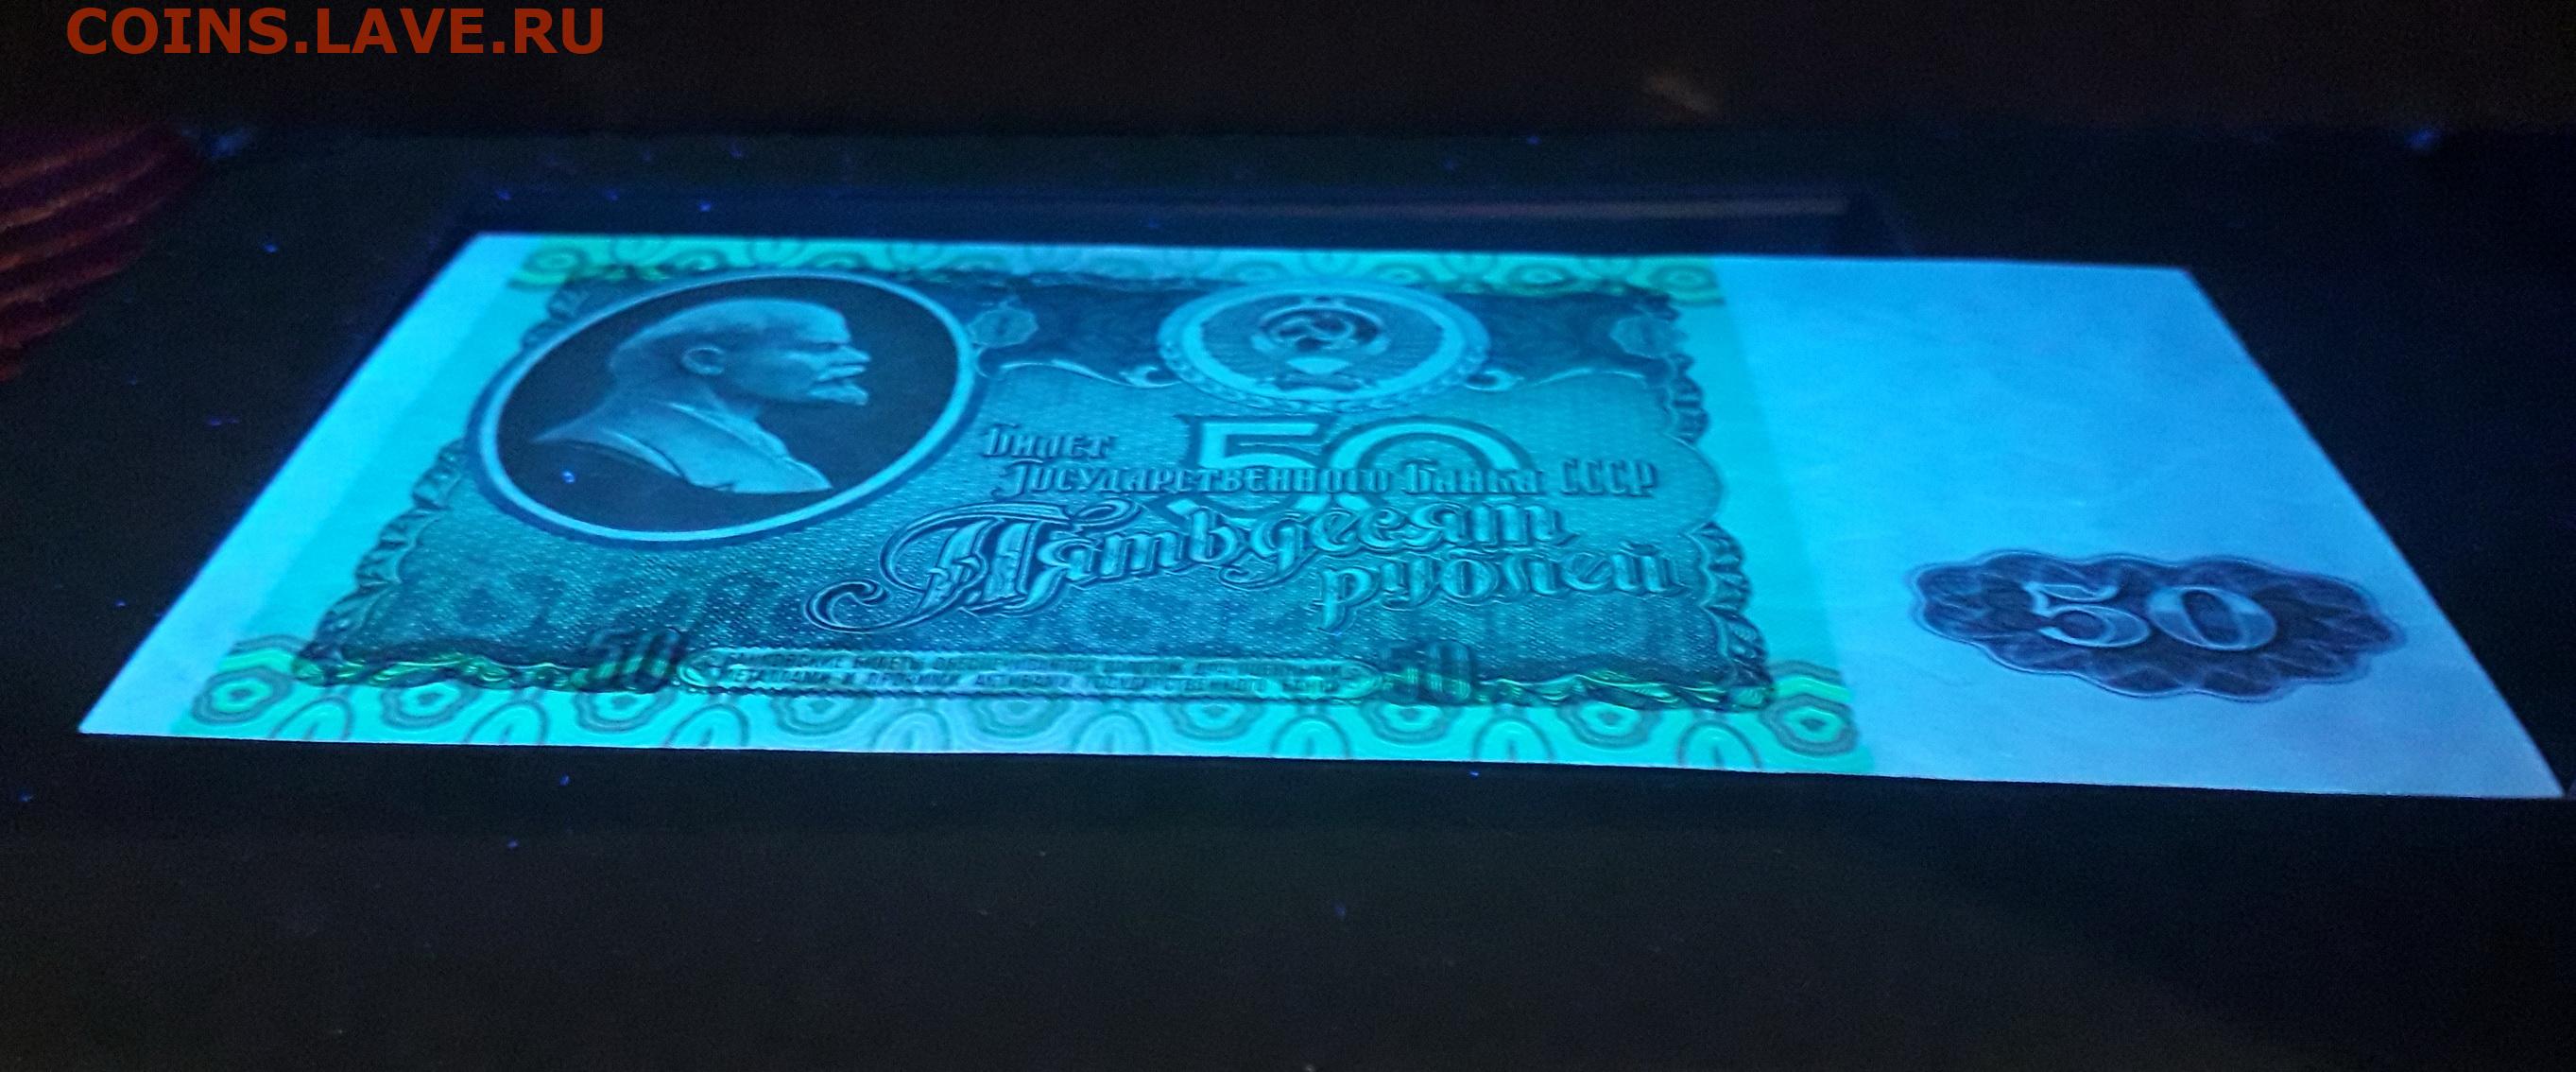 COINS.LAVE.RU
Билет
Государственного Банка СССР
50
Пятьдесят
рублей
50
50 50